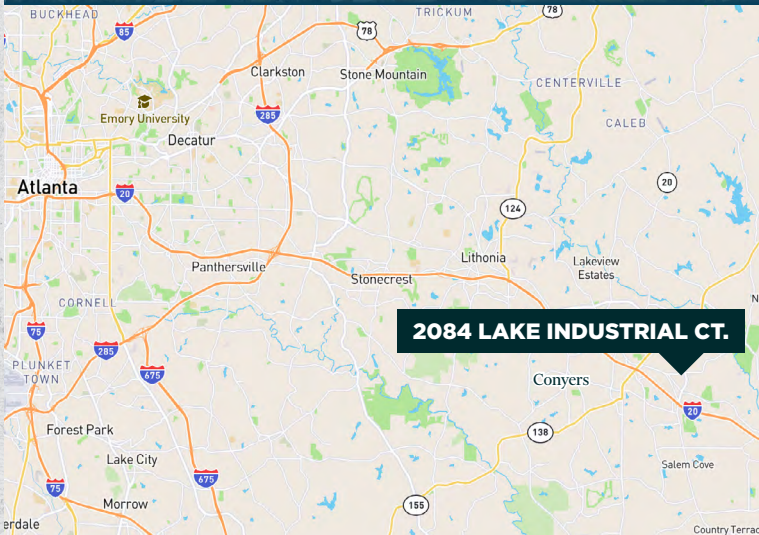 BUCKHEAD
TRICKUM
78
85
78
Clarkston
Stone Mountain
CENTERVILLE
Emory University
285
CALEB
Decatur
Atlanta
20
20
124
Panthersville
Lithonia
Lakeview
Estates
Stonecrest
CORNELL
N
75
2084 LAKE INDUSTRIAL CT.
285
PLUNKET
TOWN
675
Conyers
20
Forest Park
138
Lake City
Salem Cove
675
75
Morrow
155
erdale
Country Terrac